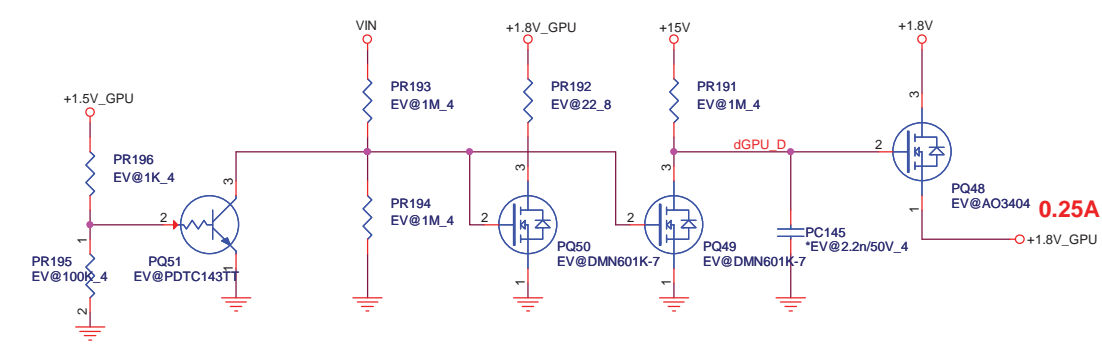 VIN
+1.8V_GPU
+15V
+1.8V
+1.5V_GPU
PR193
EV@1M_4
PR192
EV@22_8
PR191
EV@1M_4
3
PR196
EV@1K_4
dGPU_D
2
3
3
3
PR194
EV@1M_4
2
2
2
1
PQ48
EV@AO3404
0.25A
1
PC145
*EV@2.2n/50V_4
+1.8V_GPU
PR195
EV@100K_4
PQ51
EV@PDTC143TT
1
PQ50
EV@DMN601K-7
PQ49
EV@DMN601K-7
1
1
2